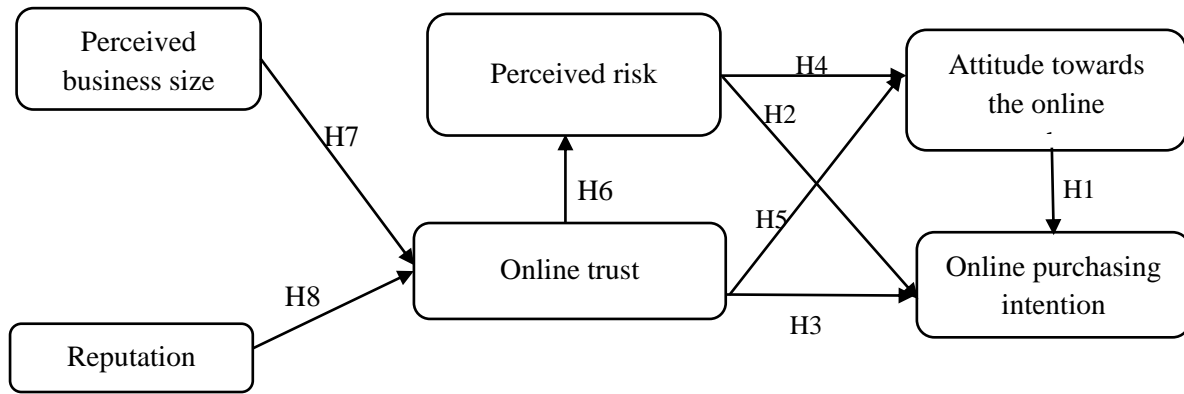 Perceived
business size
Perceived risk
H4
Attitude towards
the online
H2
H7
H6
H5
H1
Online trust
Online purchasing
intention
H8
H3
Reputation